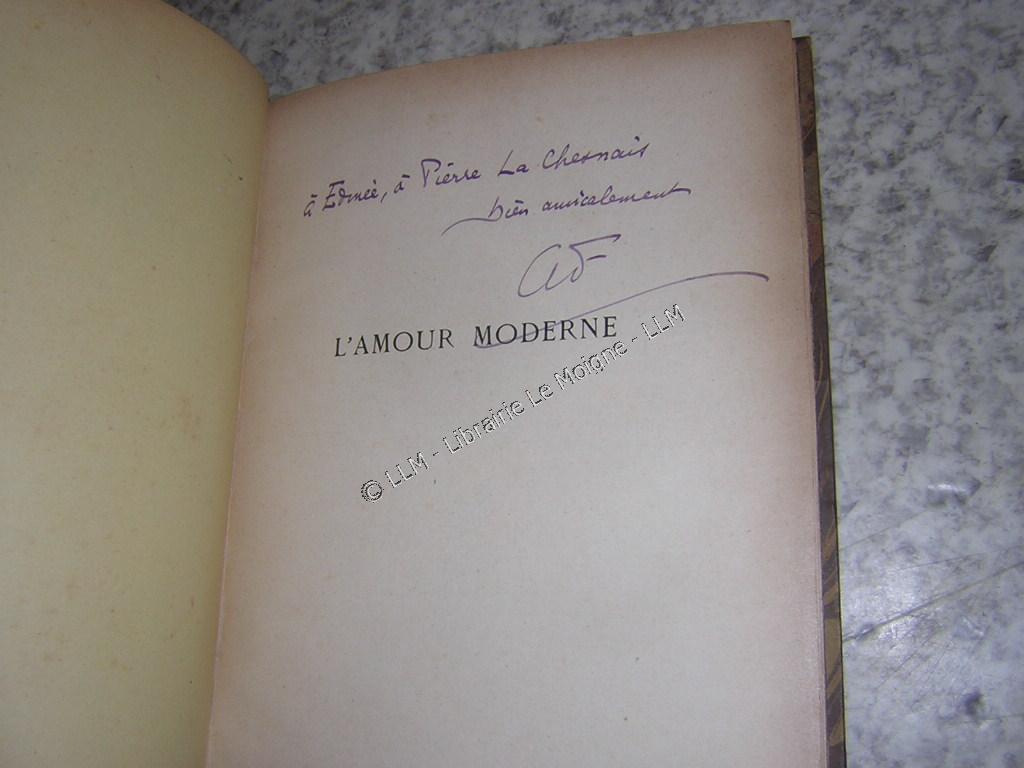 à Edmée, à Pierre La Chesnais
bien amicalement
L'AMOUR MODERNE
© LLM - Librairie Le Moigne - LLM